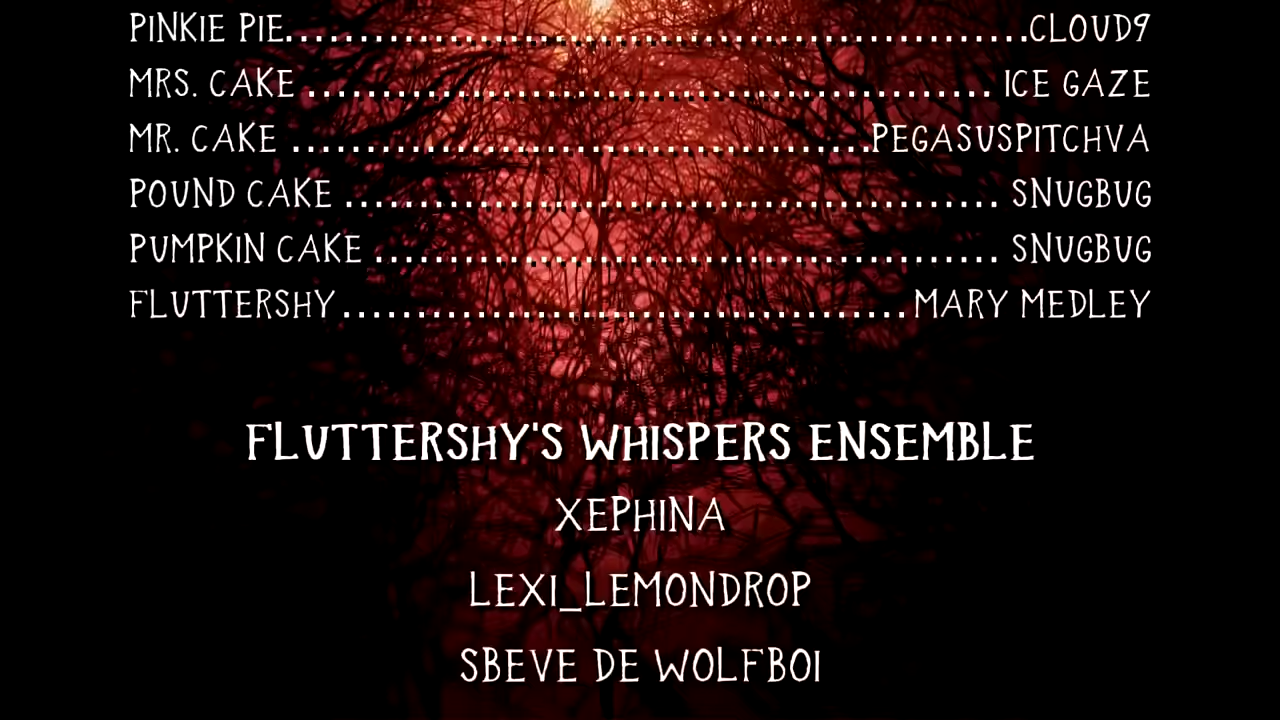 PINKIE PIE.......................................CLOUD9
MRS. CAKE .................................... ICE GAZE
MR. CAKE ...............................PEGASUSPITCHVA
POUND CAKE ................................... SNUGBUG
PUMPKIN CAKE ................................. SNUGBUG
FLUTTERSHY.............................. MARY MEDLEY
FLUTTERSHY'S WHISPERS ENSEMBLE
XEPHINA
LEXI_LEMONDROP
SBEVE DE WOLFBOI